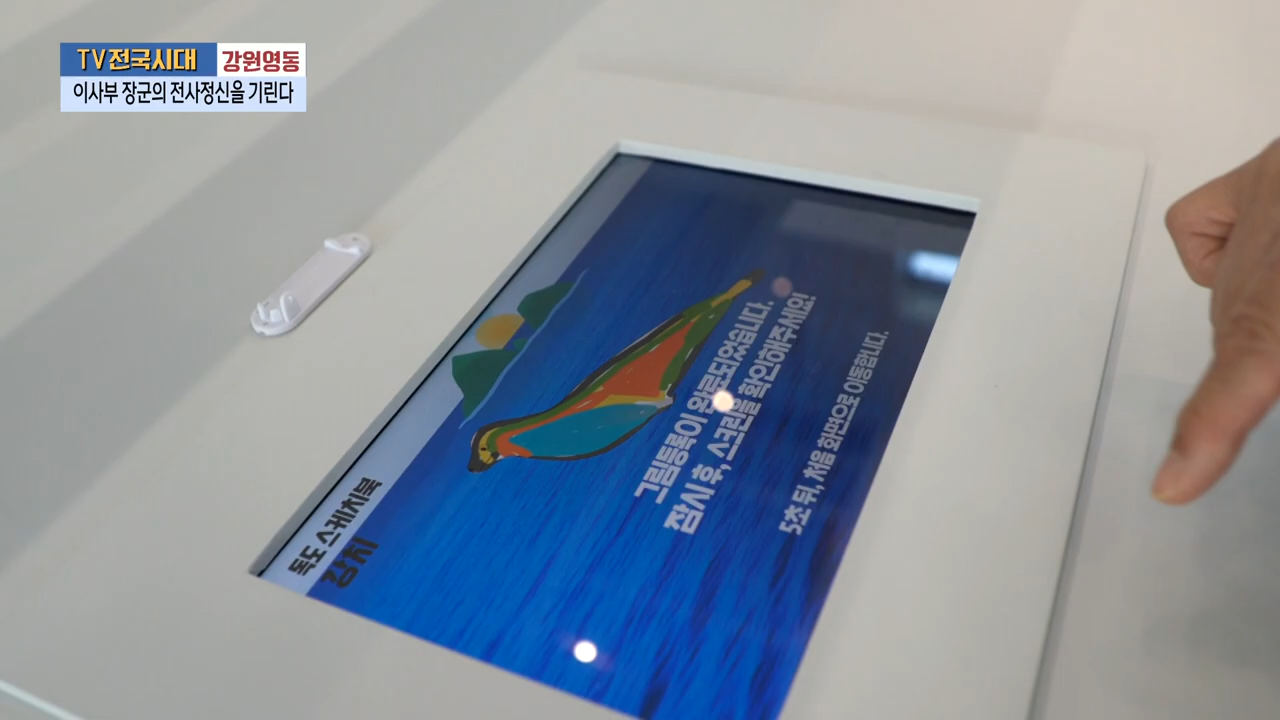 TV전국시대 강원영동
이사부 장군의 전사정신을 기린다
독도 스케치북
강치
그림등록이 완료되었습니다.
잠시 후, 스크린을 확인해주세요!
5초 뒤, 처음 화면으로 이동합니다.